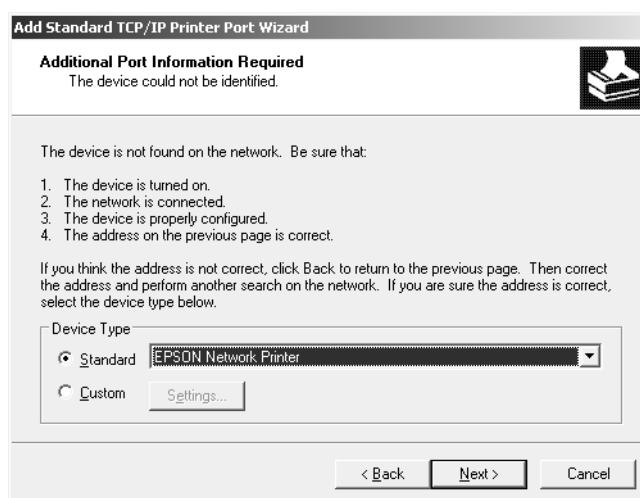 Add Standard TCP/IP Printer Port Wizard
Additional Port Information Required
The device could not be identified.
The device is not found on the network.  Be sure that:
1.  The device is turned on.
2.  The network is connected.
3.  The device is properly configured.
4.  The address on the previous page is correct.
If you think the address is not correct, click Back to return to the previous page.  Then correct
the address and perform another search on the network.  If you are sure the address is correct,
select the device type below.
Device Type
Standard EPSON Network Printer
Custom Settings...
< Back Next > Cancel